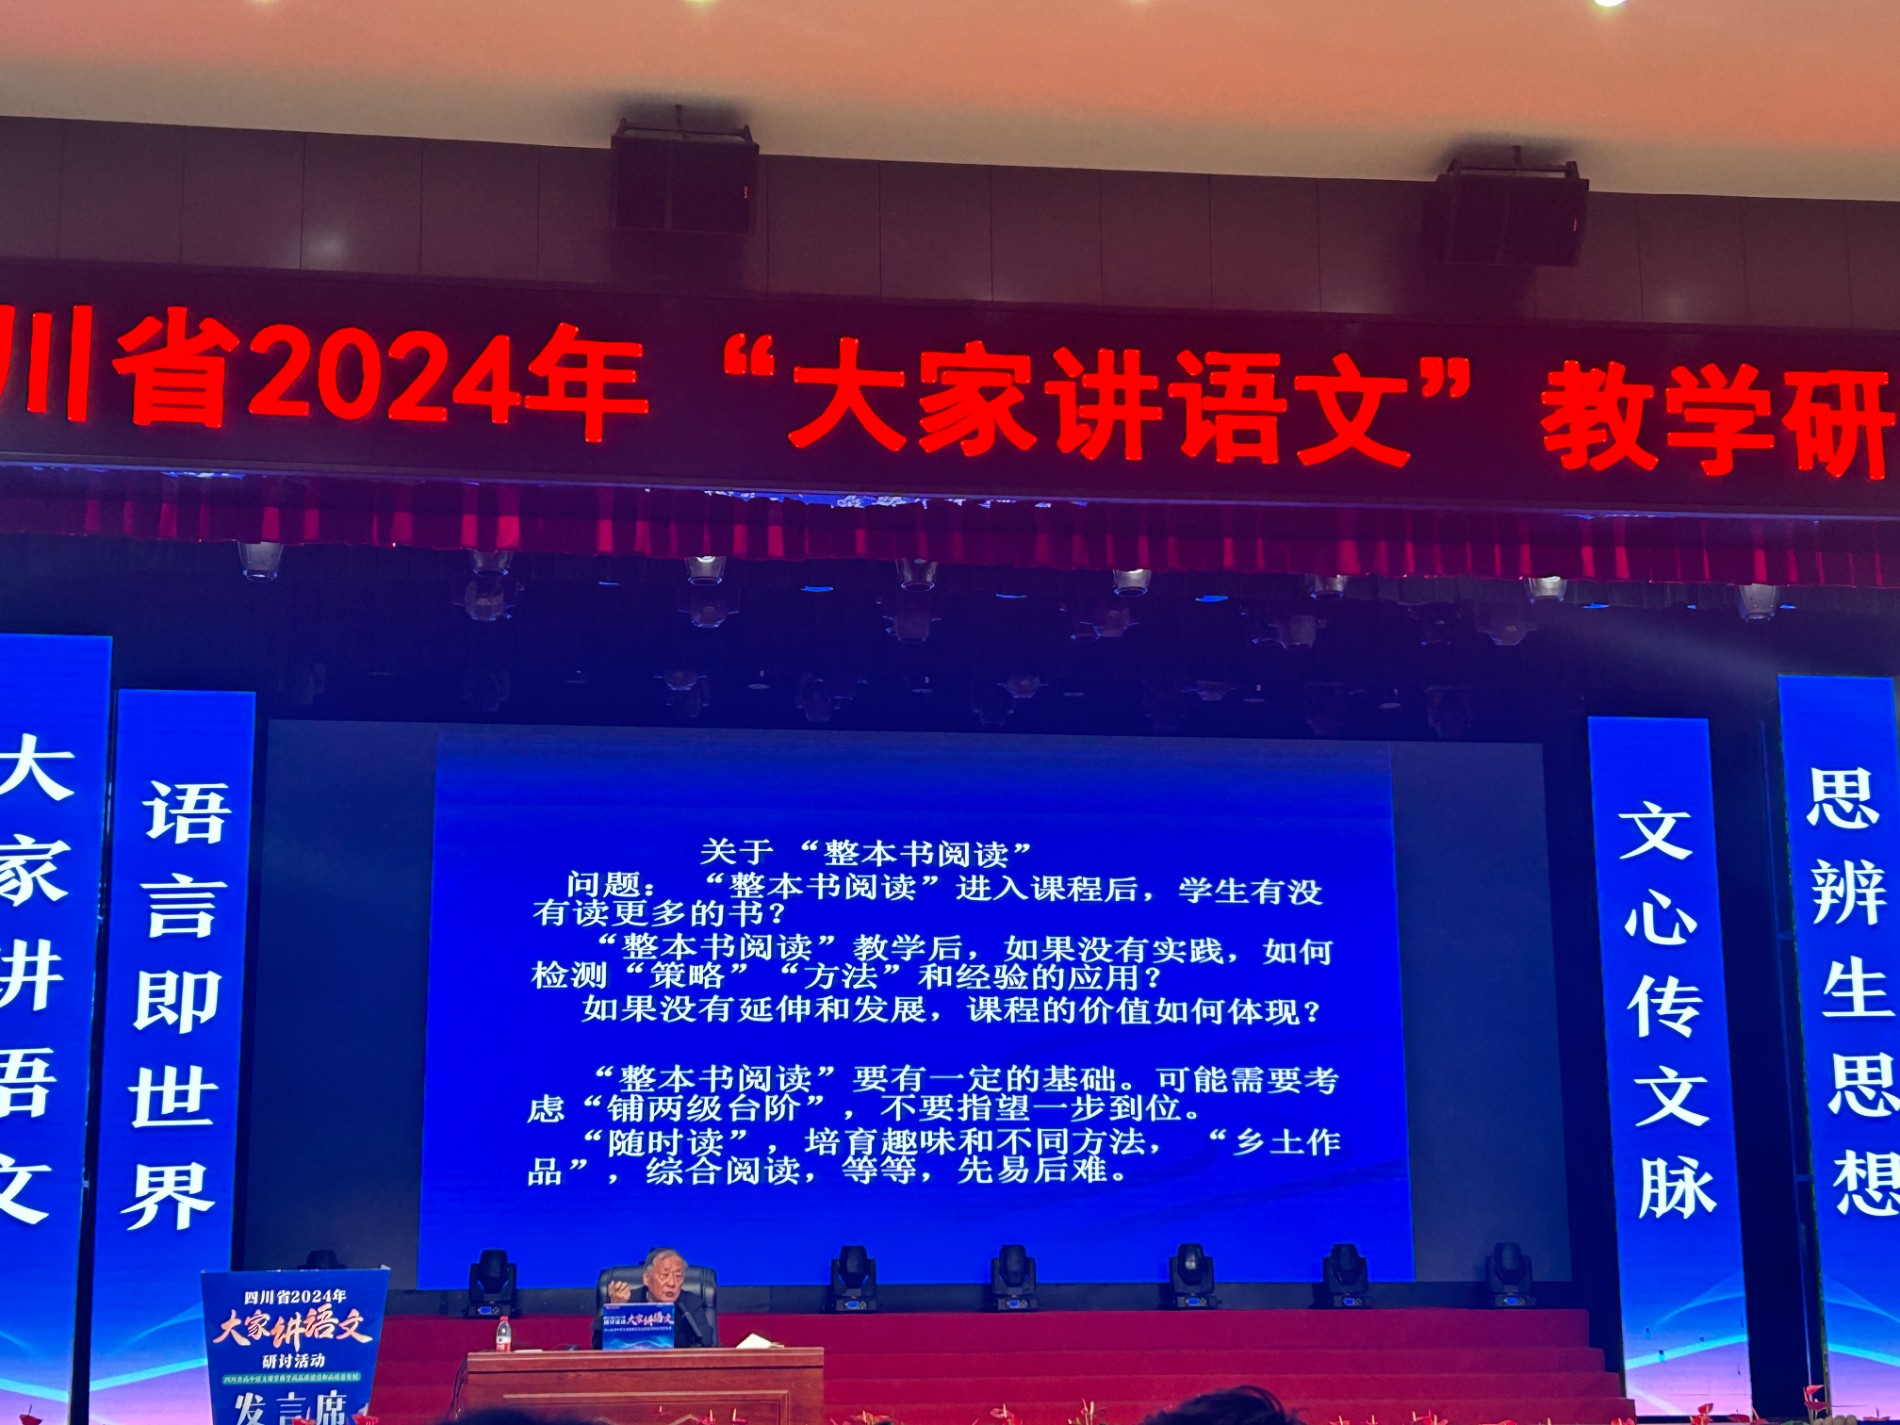 川省2024年“大家讲语文”教学研
大家讲语文
语言即世界
关于“整本书阅读”
问题：“整本书阅读”进入课程后，学生有没
有读更多的书？
“整本书阅读”教学后，如果没有实践，如何
检测“策略”“方法”和经验的应用？
如果没有延伸和发展，课程的价值如何体现？
“整本书阅读”要有一定的基础。可能需要考
虑“铺两级台阶”，不要指望一步到位。
“随时读”，培育趣味和不同方法，“乡土作
品”，综合阅读，等等，先易后难。
文心传文脉
思辨生思想
四川省2024年
大家讲语文
研讨活动
发言席
大家讲语文